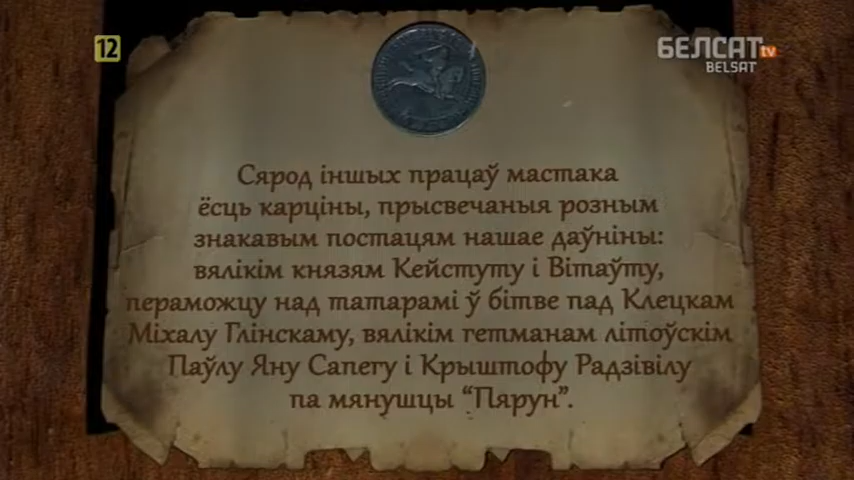 12
БЕЛСАТ tv
BELSAT
Сярод іншых працаў мастака
ёсць карціны, прысвечаныя розным
знакавым постацям нашае даўніны:
вялікім князям Кейстуту і Вітаўту,
пераможцу над татарамі ў бітве пад Клецкам
Міхалу Глінскаму, вялікім гетманам літоўскім
Паўлу Яну Сапегу і Крыштофу Радзівілу
па мянушцы “Пярун”.